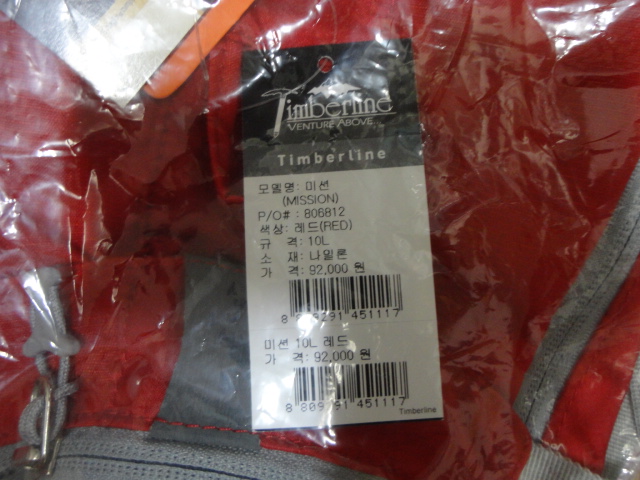 Timberline
VENTURE ABOVE
Timberline
모델명: 미션
(MISSION)
P/O# : 806812
색상: 레드(RED)
규 격: 10L
소 재: 나일론
가 격: 92,000 원
451117
미션 10L 레드
가 격: 92,000 원
451117
Timberline